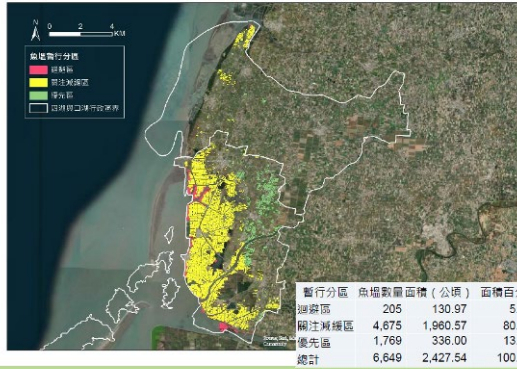 N
0 2 4
KM
魚塭暫行分區
迴避區
關注減緩區
優先區
四湖與口湖行政區界
暫行分區 魚塭數量 面積（公頃） 面積百
迴避區 205 130.97 5.
關注減緩區 4,675 1,960.57 80.
優先區 1,769 336.00 13.
總計 6,649 2,427.54 100.